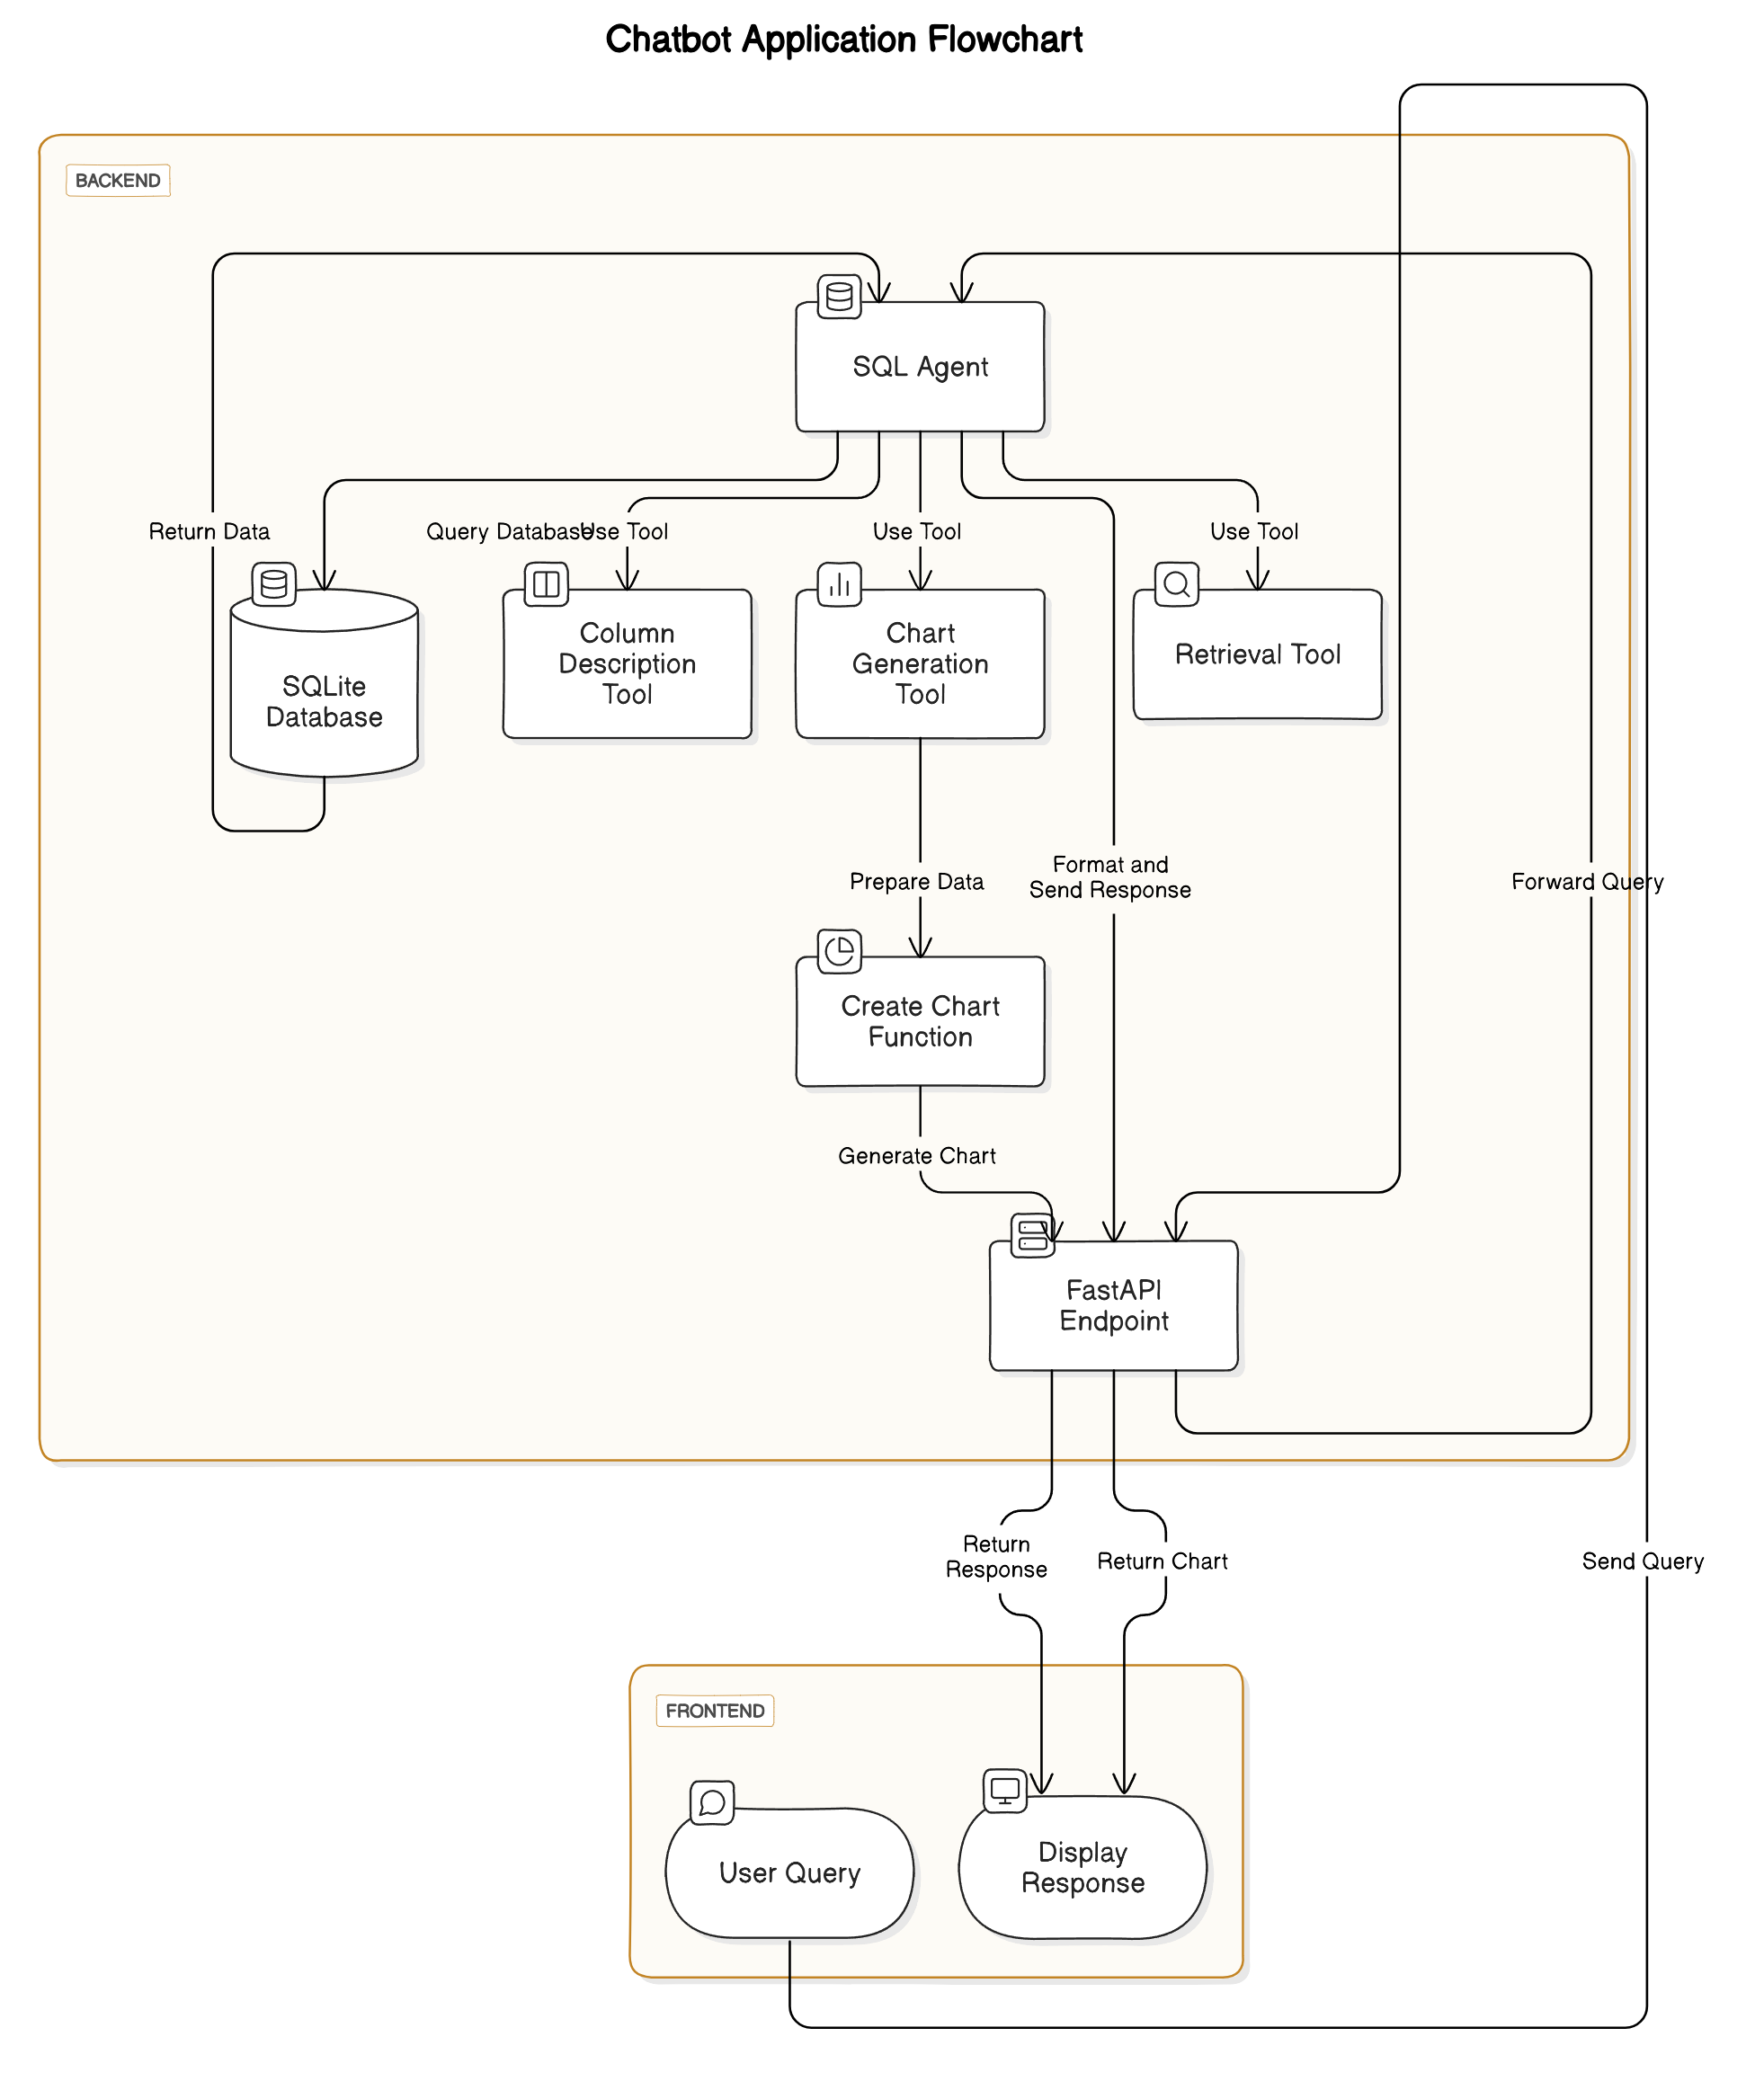 Chatbot Application Flowchart
BACKEND
SQL Agent
Return Data
Query Database
Use Tool
Use Tool
Use Tool
SQLite
Database
Column
Description
Tool
Chart
Generation
Tool
Retrieval Tool
Prepare Data
Format and
Send Response
Forward Query
Create Chart
Function
Generate Chart
FastAPI
Endpoint
Return
Response
Return Chart
Send Query
FRONTEND
User Query
Display
Response